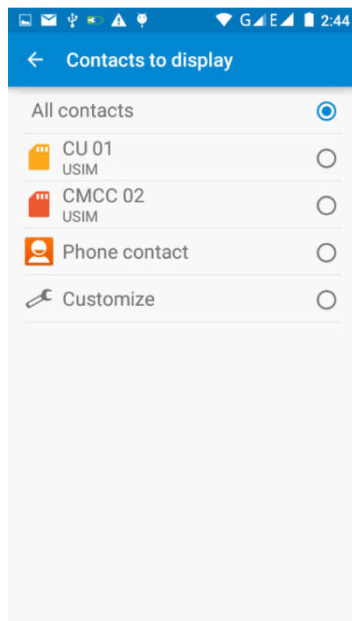 G E 2:44
Contacts to display
All contacts
CU 01
USIM
CMCC 02
USIM
Phone contact
Customize